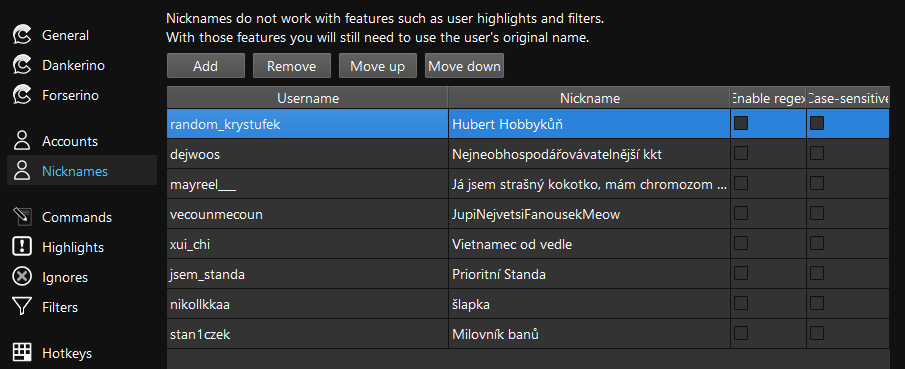 Nicknames do not work with features such as user highlights and filters.
With those features you will still need to use the user's original name.
General
Dankerino
Forserino
Accounts
Nicknames
Commands
Highlights
Ignores
Filters
Hotkeys
Add Remove Move up Move down
Username Nickname Enable regex Case-sensitive
random_krystufek Hubert Hobbykůň
dejwoos Nejneobhospodářovávatelnější kkt
mayreel___ Já jsem strašný kokotko, mám chromozom ...
vecounmecoun JupiNejvetsiFanousekMeow
xui_chi Vietnamec od vedle
jsem_standa Prioritní Standa
nikollkkaa šlapka
stan1czek Milovník banů